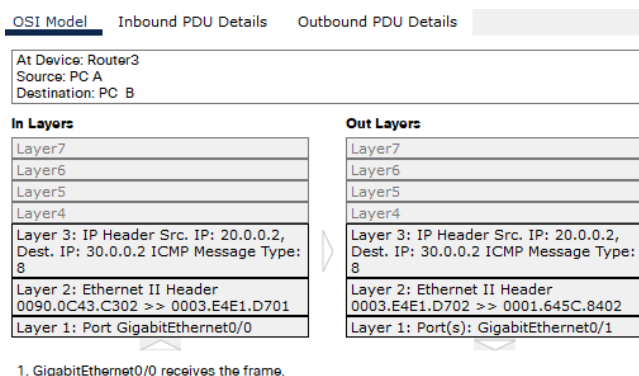 OSI Model Inbound PDU Details Outbound PDU Details
At Device: Router3
Source: PC A
Destination: PC B
In Layers
Layer7
Layer6
Layer5
Layer4
Layer 3: IP Header Src. IP: 20.0.0.2,
Dest. IP: 30.0.0.2 ICMP Message Type:
8
Layer 2: Ethernet II Header
0090.0C43.C302 >> 0003.E4E1.D701
Layer 1: Port GigabitEthernet0/0
Out Layers
Layer7
Layer6
Layer5
Layer4
Layer 3: IP Header Src. IP: 20.0.0.2,
Dest. IP: 30.0.0.2 ICMP Message Type:
8
Layer 2: Ethernet II Header
0003.E4E1.D702 >> 0001.645C.8402
Layer 1: Port(s): GigabitEthernet0/1
1. GigabitEthernet0/0 receives the frame.